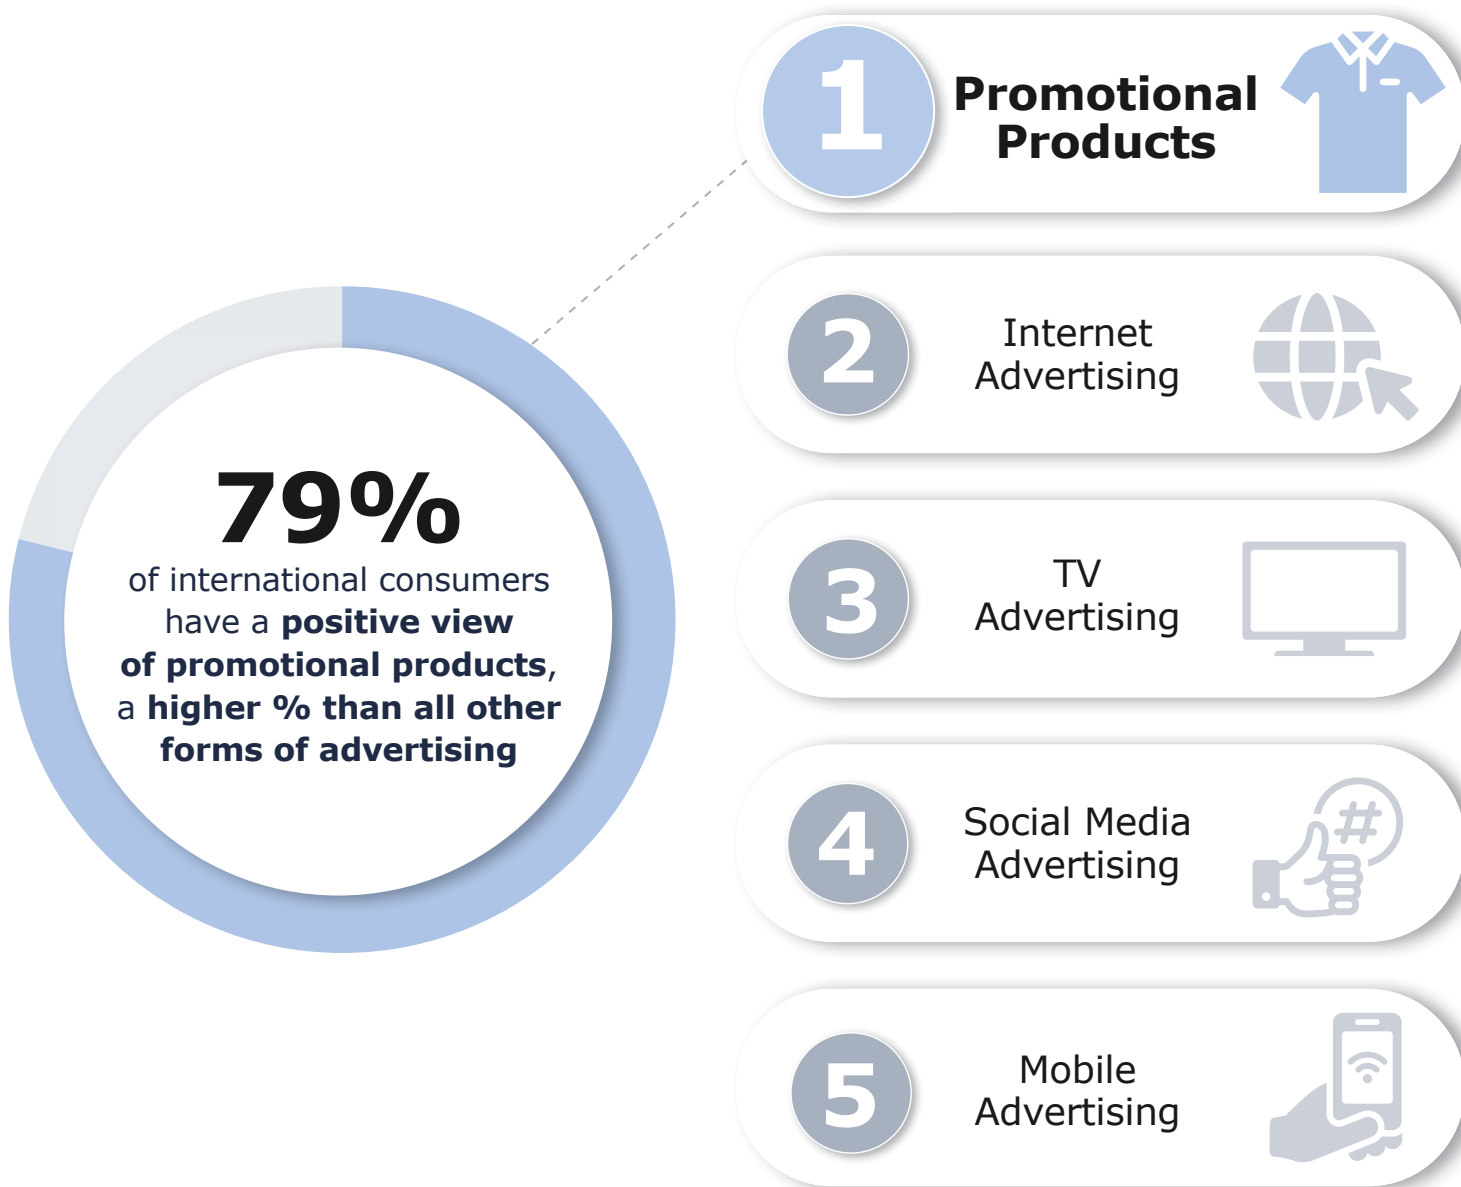 79%
of international consumers
have a positive view
of promotional products,
a higher % than all other
forms of advertising
1
Promotional
Products
2
Internet
Advertising
3
TV
Advertising
4
Social Media
Advertising
#
5
Mobile
Advertising